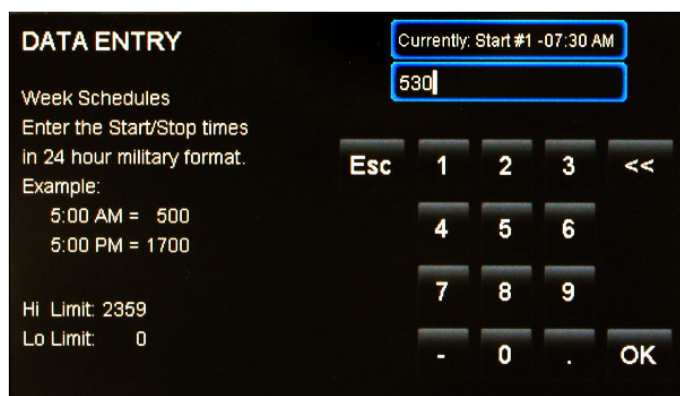 DATA ENTRY
Currently: Start #1 -07:30 AM
530
Week Schedules
Enter the Start/Stop times
in 24 hour military format.
Example:
5:00 AM = 500
5:00 PM = 1700
Hi Limit: 2359
Lo Limit: 0
Esc 1 2 3 <<
4 5 6
7 8 9
- 0 . OK